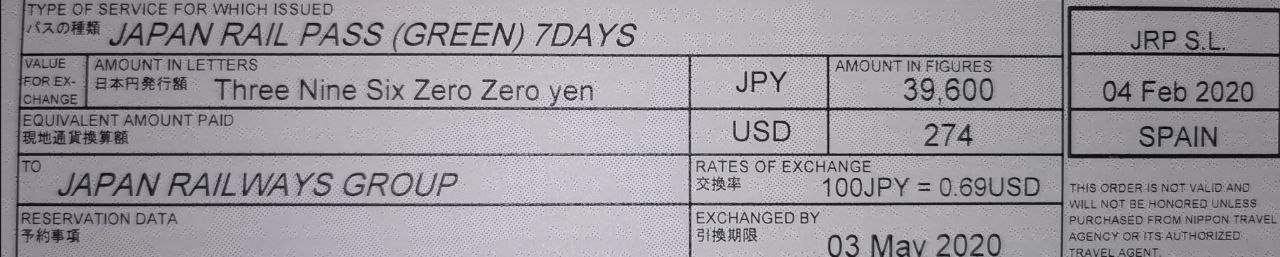 TYPE OF SERVICE FOR WHICH ISSUED
パスの種類 JAPAN RAIL PASS (GREEN) 7DAYS
VALUE FOR EX- CHANGE
AMOUNT IN LETTERS
日本円発行額 Three Nine Six Zero Zero yen
JPY
AMOUNT IN FIGURES
39,600
EQUIVALENT AMOUNT PAID
現地通貨換算額
USD
274
TO
JAPAN RAILWAYS GROUP
RATES OF EXCHANGE
交換率 100JPY = 0.69USD
RESERVATION DATA
予約事項
EXCHANGED BY
引換期限 03 May 2020
JRP S.L.
04 Feb 2020
SPAIN
THIS ORDER IS NOT VALID AND
WILL NOT BE HONORED UNLESS
PURCHASED FROM NIPPON TRAVEL
AGENCY OR ITS AUTHORIZED
TRAVEL AGENT.